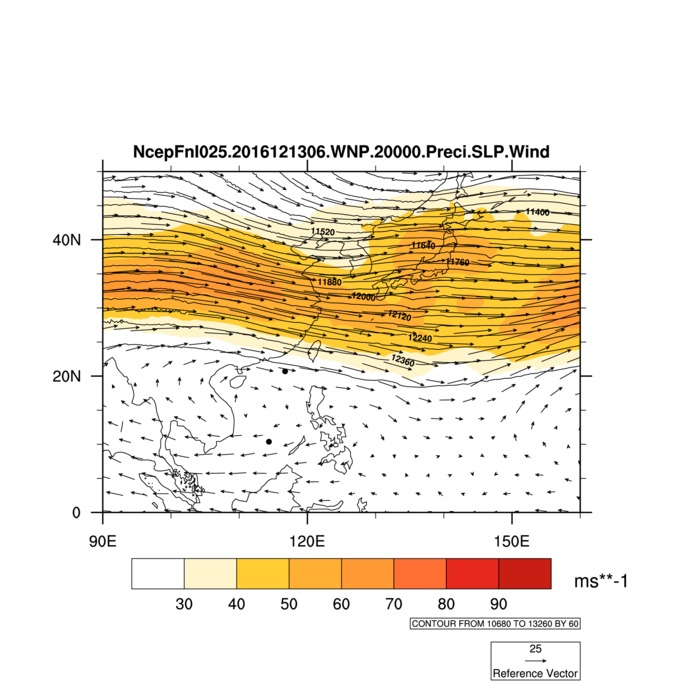 NcepFnl025.2016121306.WNP.20000.Preci.SLP.Wind
11400
11520
40N
11640
11760
11880
12000
12120
12240
12360
20N
0
90E 120E 150E
ms**-1
30 40 50 60 70 80 90
CONTOUR FROM 10680 TO 13260 BY 60
25
Reference Vector